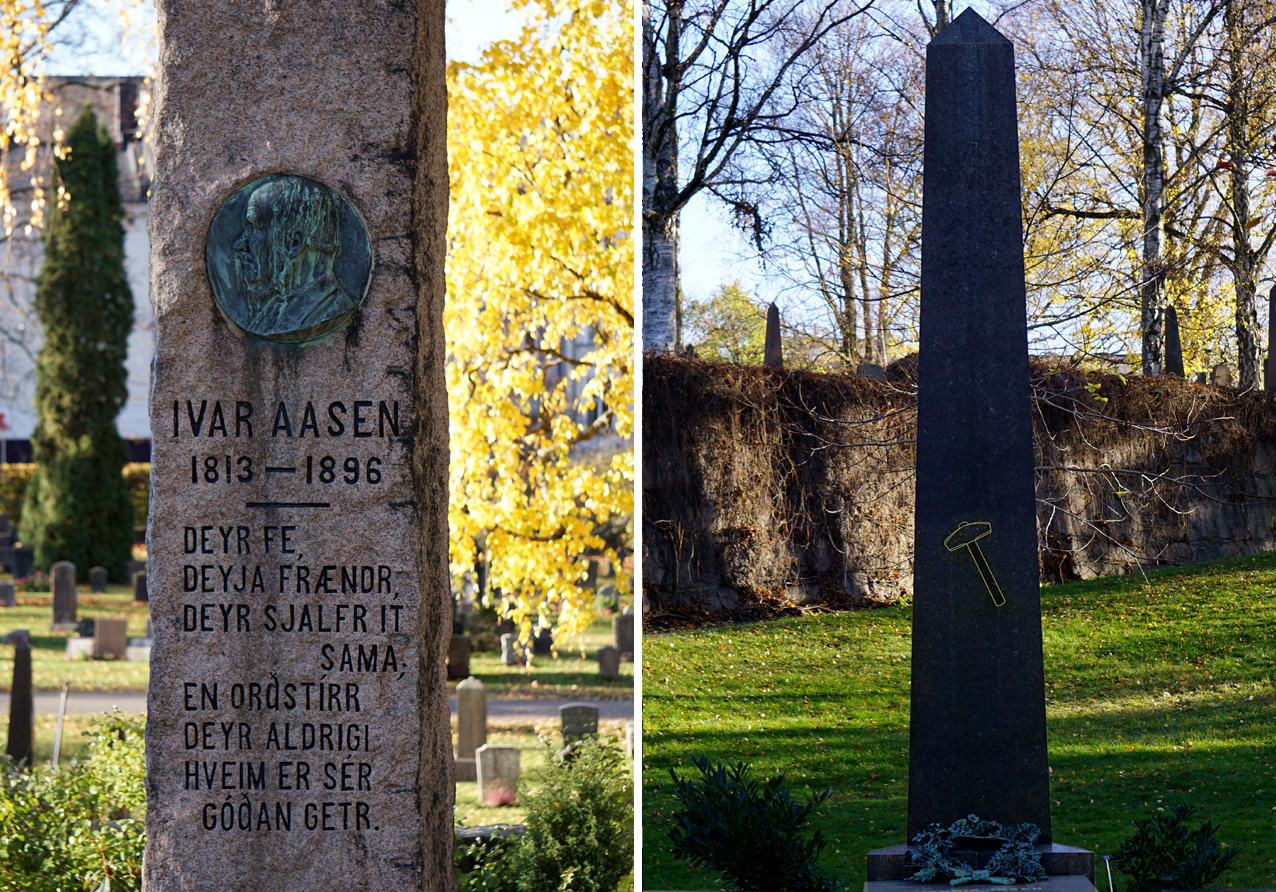 IVAR AASEN
1813 — 1896
DEYR FE,
DEYJA FRÆNDR,
DEYR SJALFR IT
SAMA;
EN ORÐSTÍRR
DEYR ALDRIGI
HVEIM ER SÉR
GÓÐAN GETR.